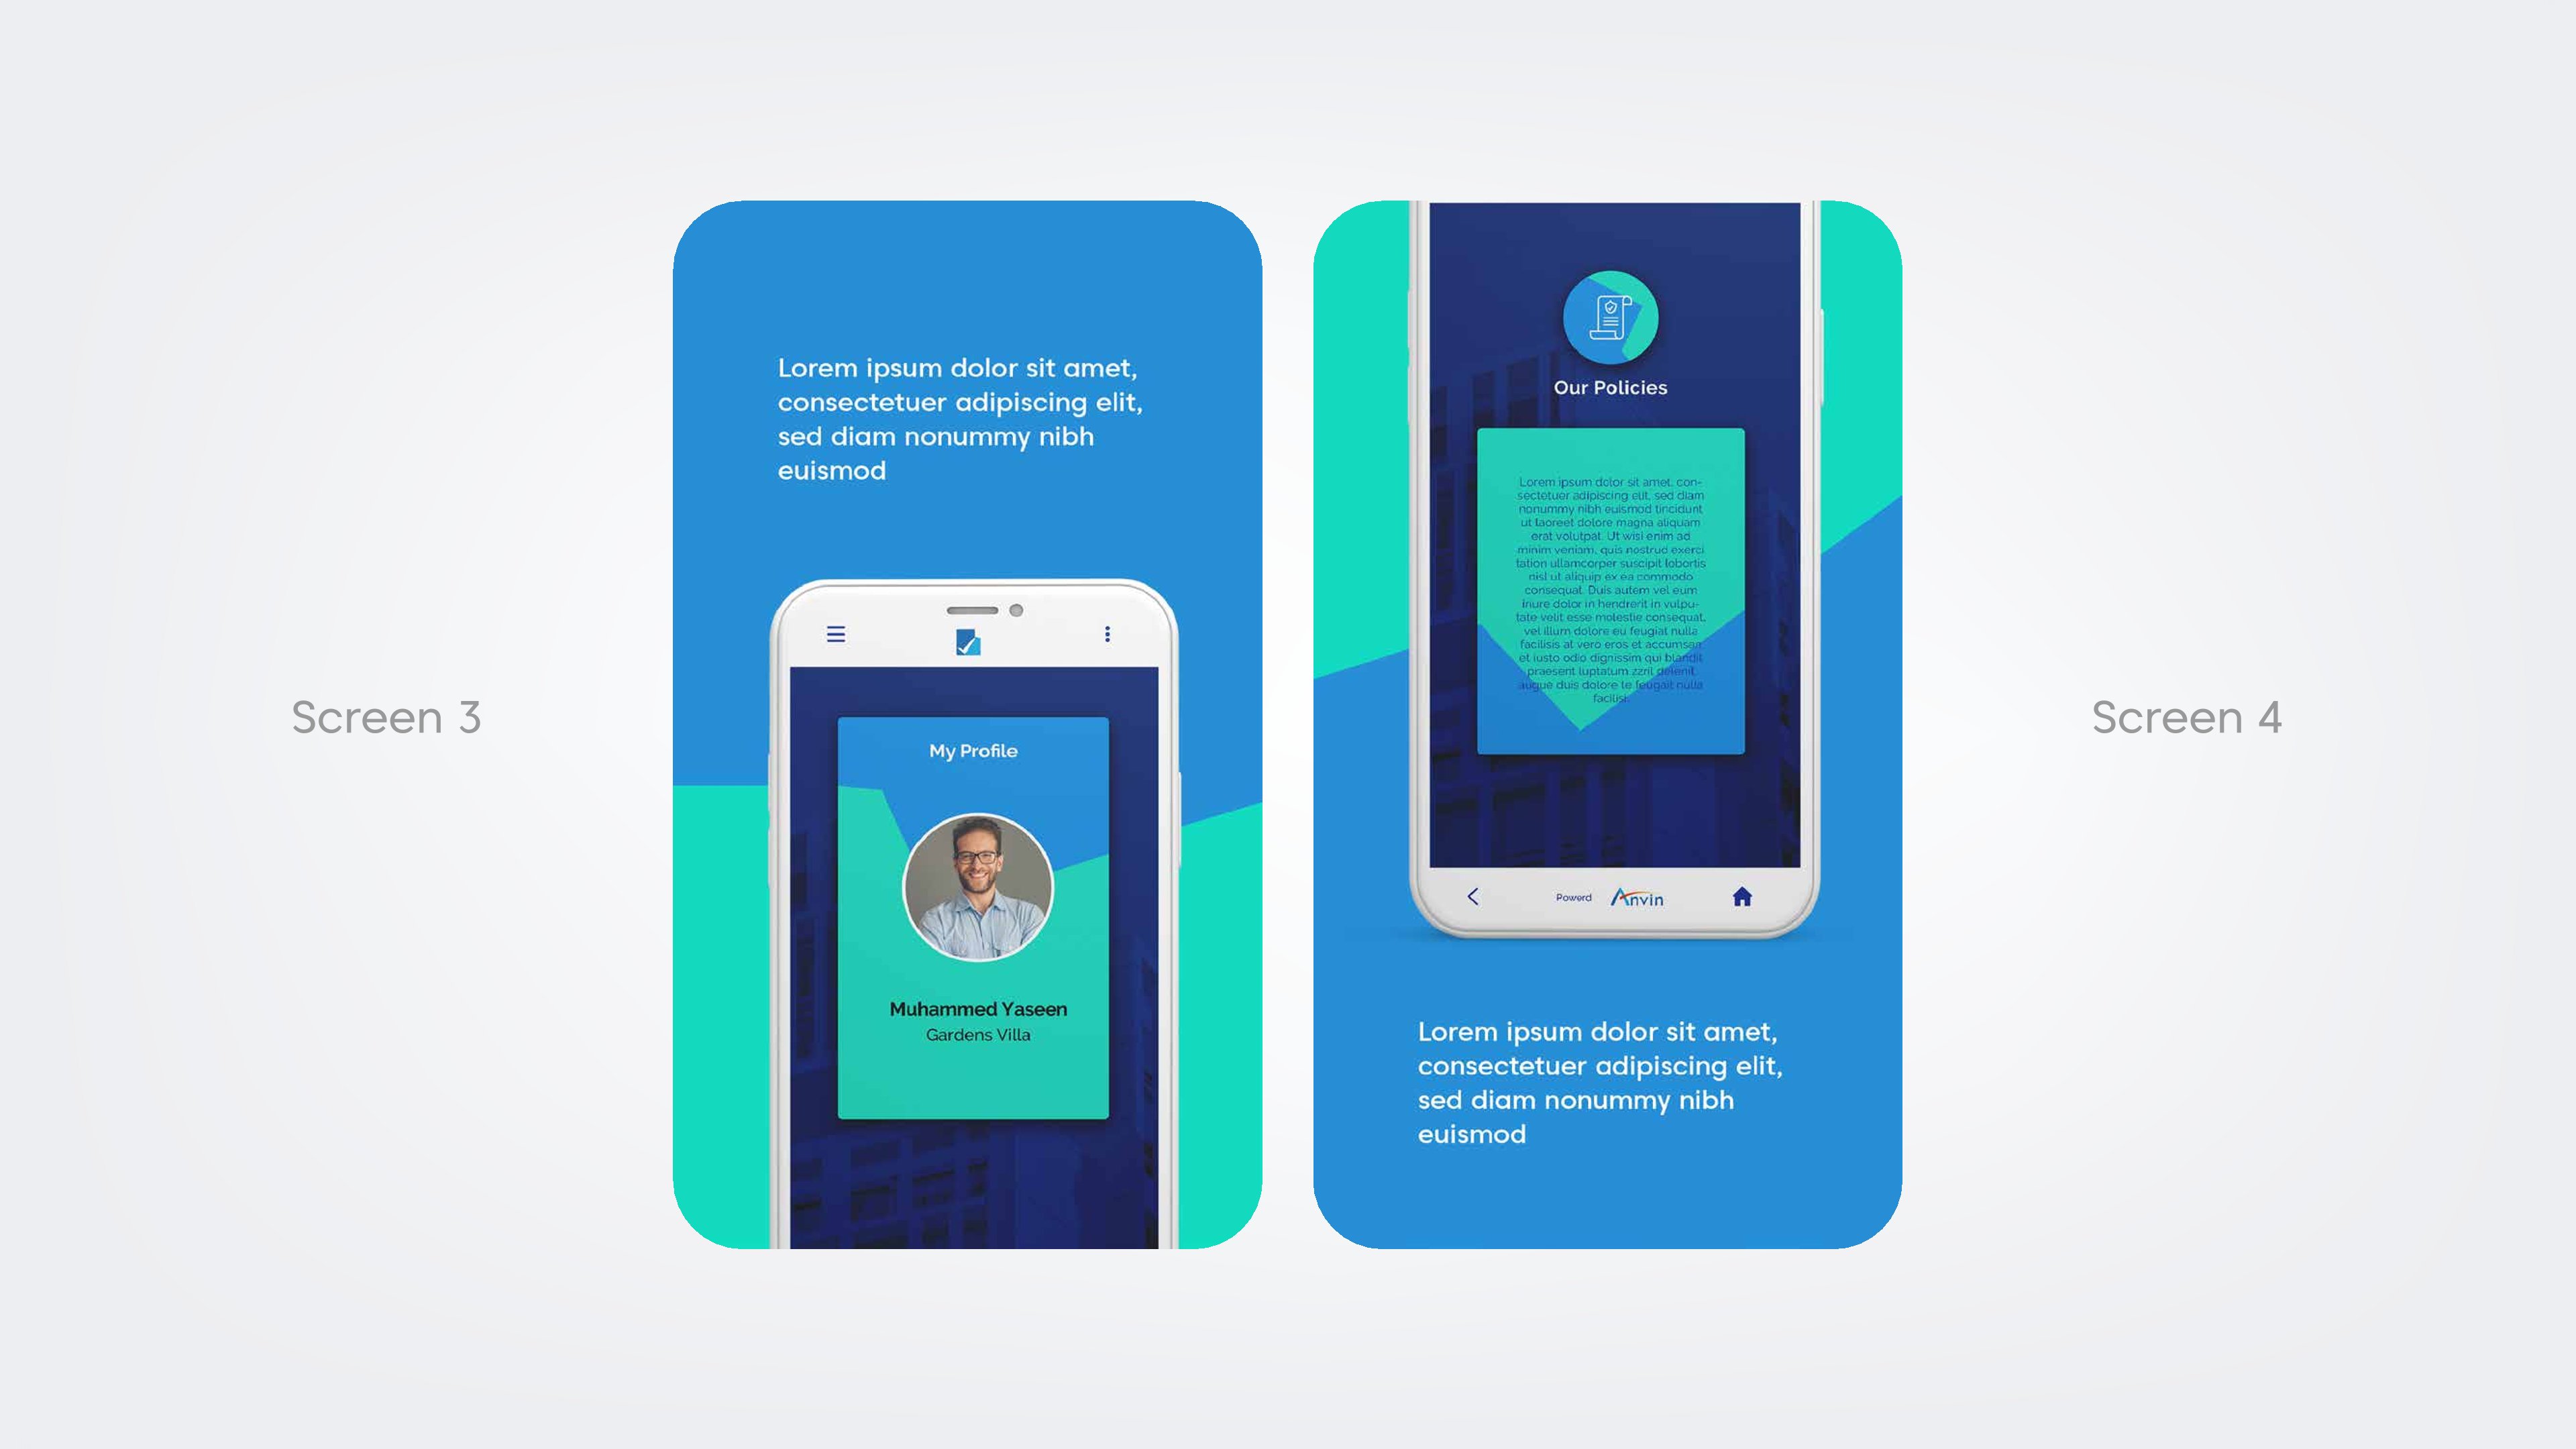 Screen 3
Lorem ipsum dolor sit amet,
consectetuer adipiscing elit,
sed diam nonummy nibh
euismod
My Profile
Muhammed Yaseen
Gardens Villa
Our Policies
Lorem ipsum dolor sit amet, con-
sectetuer adipiscing elit, sed diam
nonummy nibh euismod tincidunt
ut laoreet dolore magna aliquam
erat volutpat. Ut wisi enim ad
minim veniam, quis nostrud exerci
tation ullamcorper suscipit lobortis
nisl ut aliquip ex ea commodo
consequat. Duis autem vel eum
iriure dolor in hendrerit in vulpu-
tate velit esse molestie consequat,
vel illum dolore eu feugiat nulla
facilisis at vero eros et accumsan
et iusto odio dignissim qui blandit
praesent luptatum zzril delenit
augue duis dolore te feugait nulla
facilisi.
Powerd Anvin
Lorem ipsum dolor sit amet,
consectetuer adipiscing elit,
sed diam nonummy nibh
euismod
Screen 4